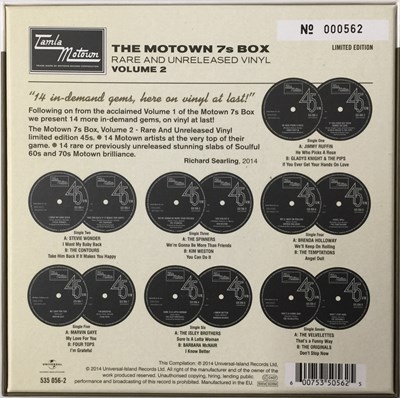 Tamla
Motown
THE MOTOWN 7s BOX
RARE AND UNRELEASED VINYL
VOLUME 2
No 000562
LIMITED EDITION
"14 in-demand gems, here on vinyl at last!"
Following on from the acclaimed Volume 1 of the Motown 7s Box
we present 14 more in-demand gems, on vinyl at last!
The Motown 7s Box, Volume 2 - Rare And Unreleased Vinyl
limited edition 45s. • 14 Motown artists at the very top of their
game. • 14 rare or previously unreleased stunning slabs of Soulful
60s and 70s Motown brilliance.
Richard Searling, 2014
Single One
A: JIMMY RUFFIN
He Who Picks A Rose
B: GLADYS KNIGHT & THE PIPS
If You Ever Get Your Hands On Love
Single Two
A: STEVIE WONDER
I Want My Baby Back
B: THE CONTOURS
Take Him Back If It Makes You Happy
Single Three
A: THE SPINNERS
We're Gonna Be More Than Friends
B: KIM WESTON
You Can Do It
Single Four
A: BRENDA HOLLOWAY
We'll Keep On Rolling
B: THE TEMPTATIONS
Angel Doll
Single Five
A: MARVIN GAYE
My Love For You
B: FOUR TOPS
I'm Grateful
Single Six
A: THE ISLEY BROTHERS
Sure Is A Lotta Woman
B: BARBARA McNAIR
I Know Better
Single Seven
A: THE VELVELETTES
That's a Funny Way
B: THE ORIGINALS
Don't Stop Now
UNIVERSAL
535 056-2
This Compilation: ℗ 2014 Universal-Island Records Ltd.
© 2014 Universal-Island Records Ltd.
All rights of the manufacturer and of the owner of the
work reproduced reserved.
Unauthorised copying, hiring, lending, public
performance and broadcasting of this record prohibited. Manufactured in the E.U.
6 00753 50562 5